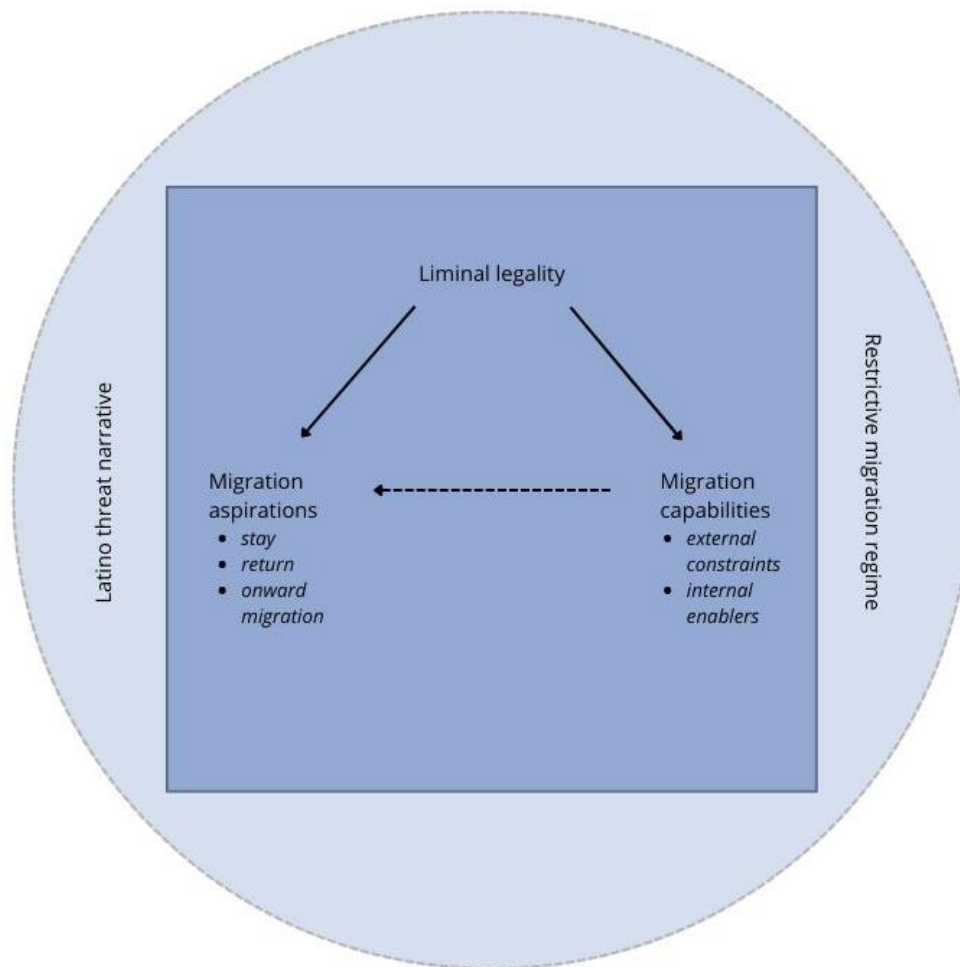 Liminal legality
Latino threat narrative
Migration
aspirations
• stay
• return
• onward
migration
Migration
capabilities
• external
constraints
• internal
enablers
Restrictive migration regime